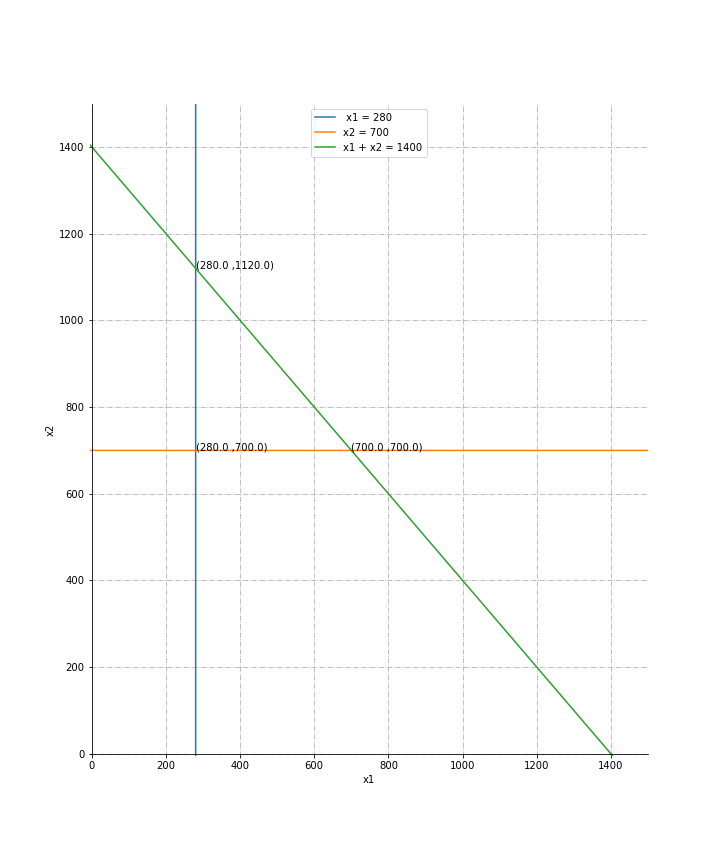 x1 = 280
x2 = 700
x1 + x2 = 1400
1400
1200
(280.0 ,1120.0)
1000
800
x2
(280.0 ,700.0)
(700.0 ,700.0)
600
400
200
0
0 200 400 600 800 1000 1200 1400
x1